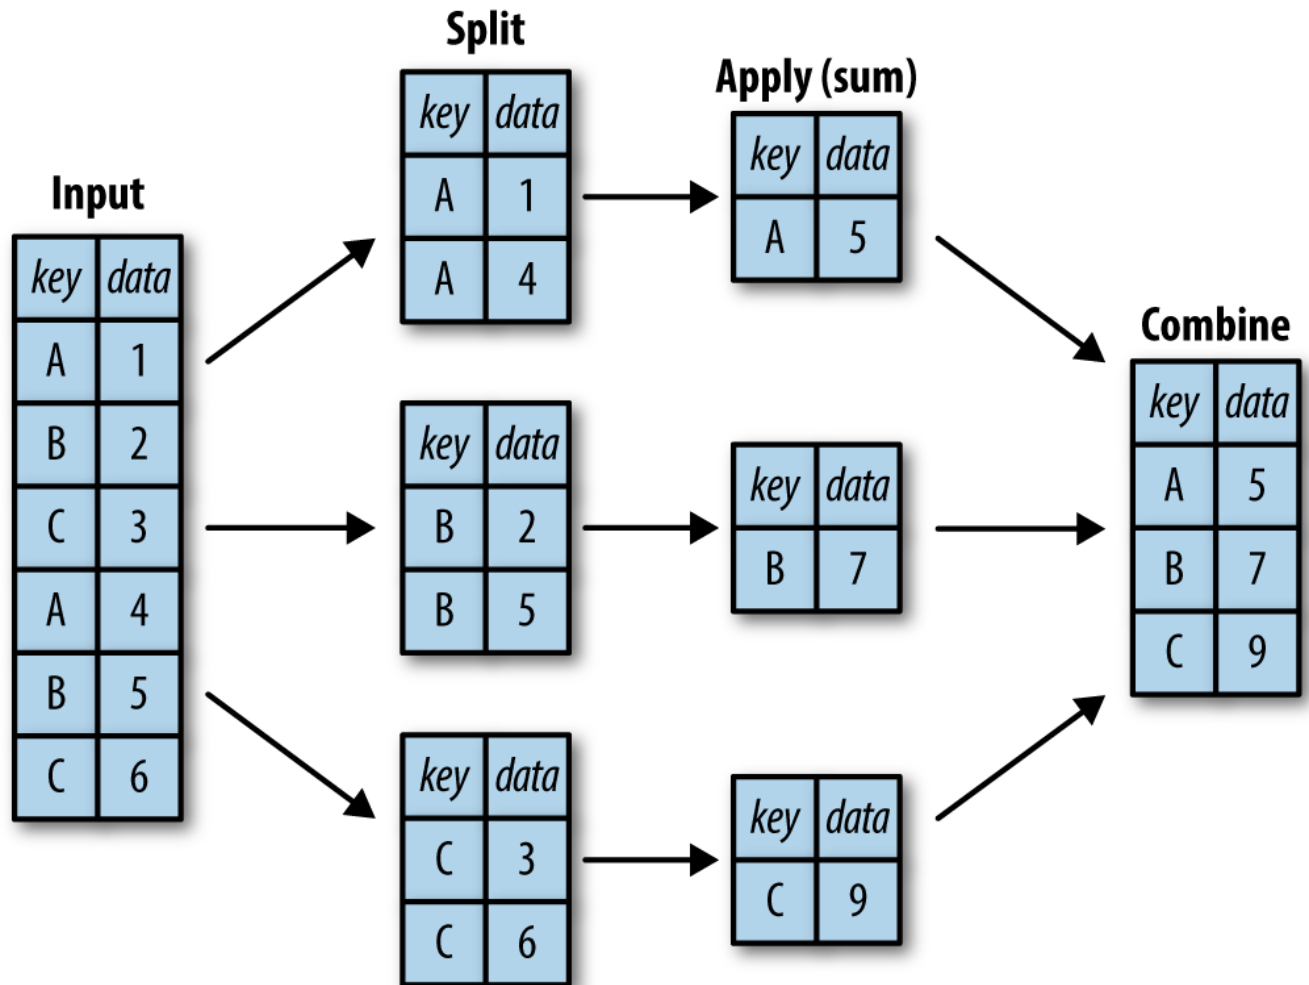 Input
key data
A 1
B 2
C 3
A 4
B 5
C 6
Split
key data
A 1
A 4
key data
B 2
B 5
key data
C 3
C 6
Apply (sum)
key data
A 5
key data
B 7
key data
C 9
Combine
key data
A 5
B 7
C 9